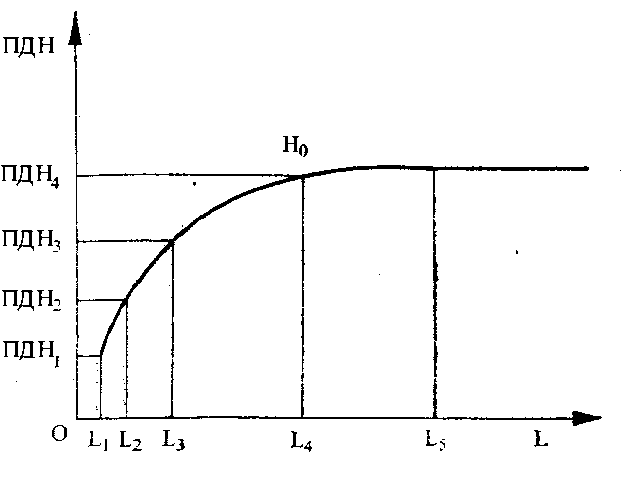 ПДН
H₀
ПДН₄
ПДН₃
ПДН₂
ПДН₁
O L₁ L₂ L₃ L₄ L₅ L